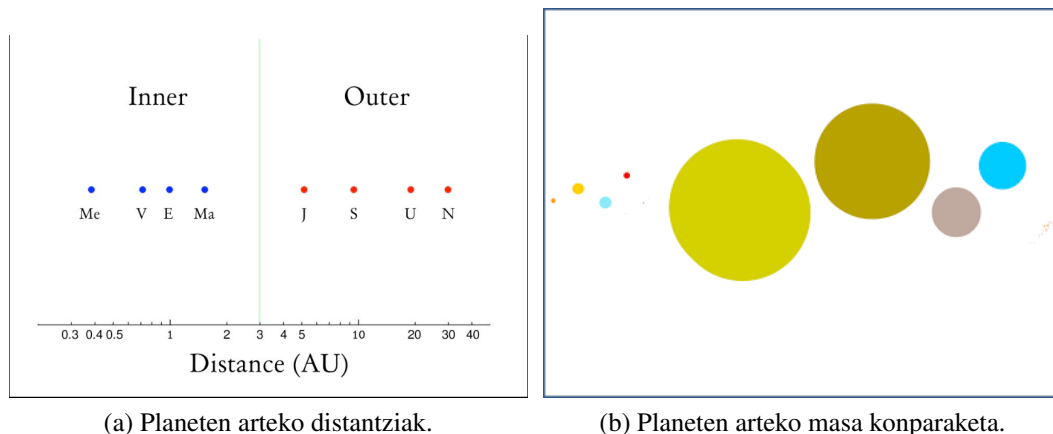 Inner Outer
Me V E Ma J S U N
0.3 0.4 0.5 1 2 3 4 5 10 20 30 40
Distance (AU)
(a) Planeten arteko distantziak.
(b) Planeten arteko masa konparaketa.